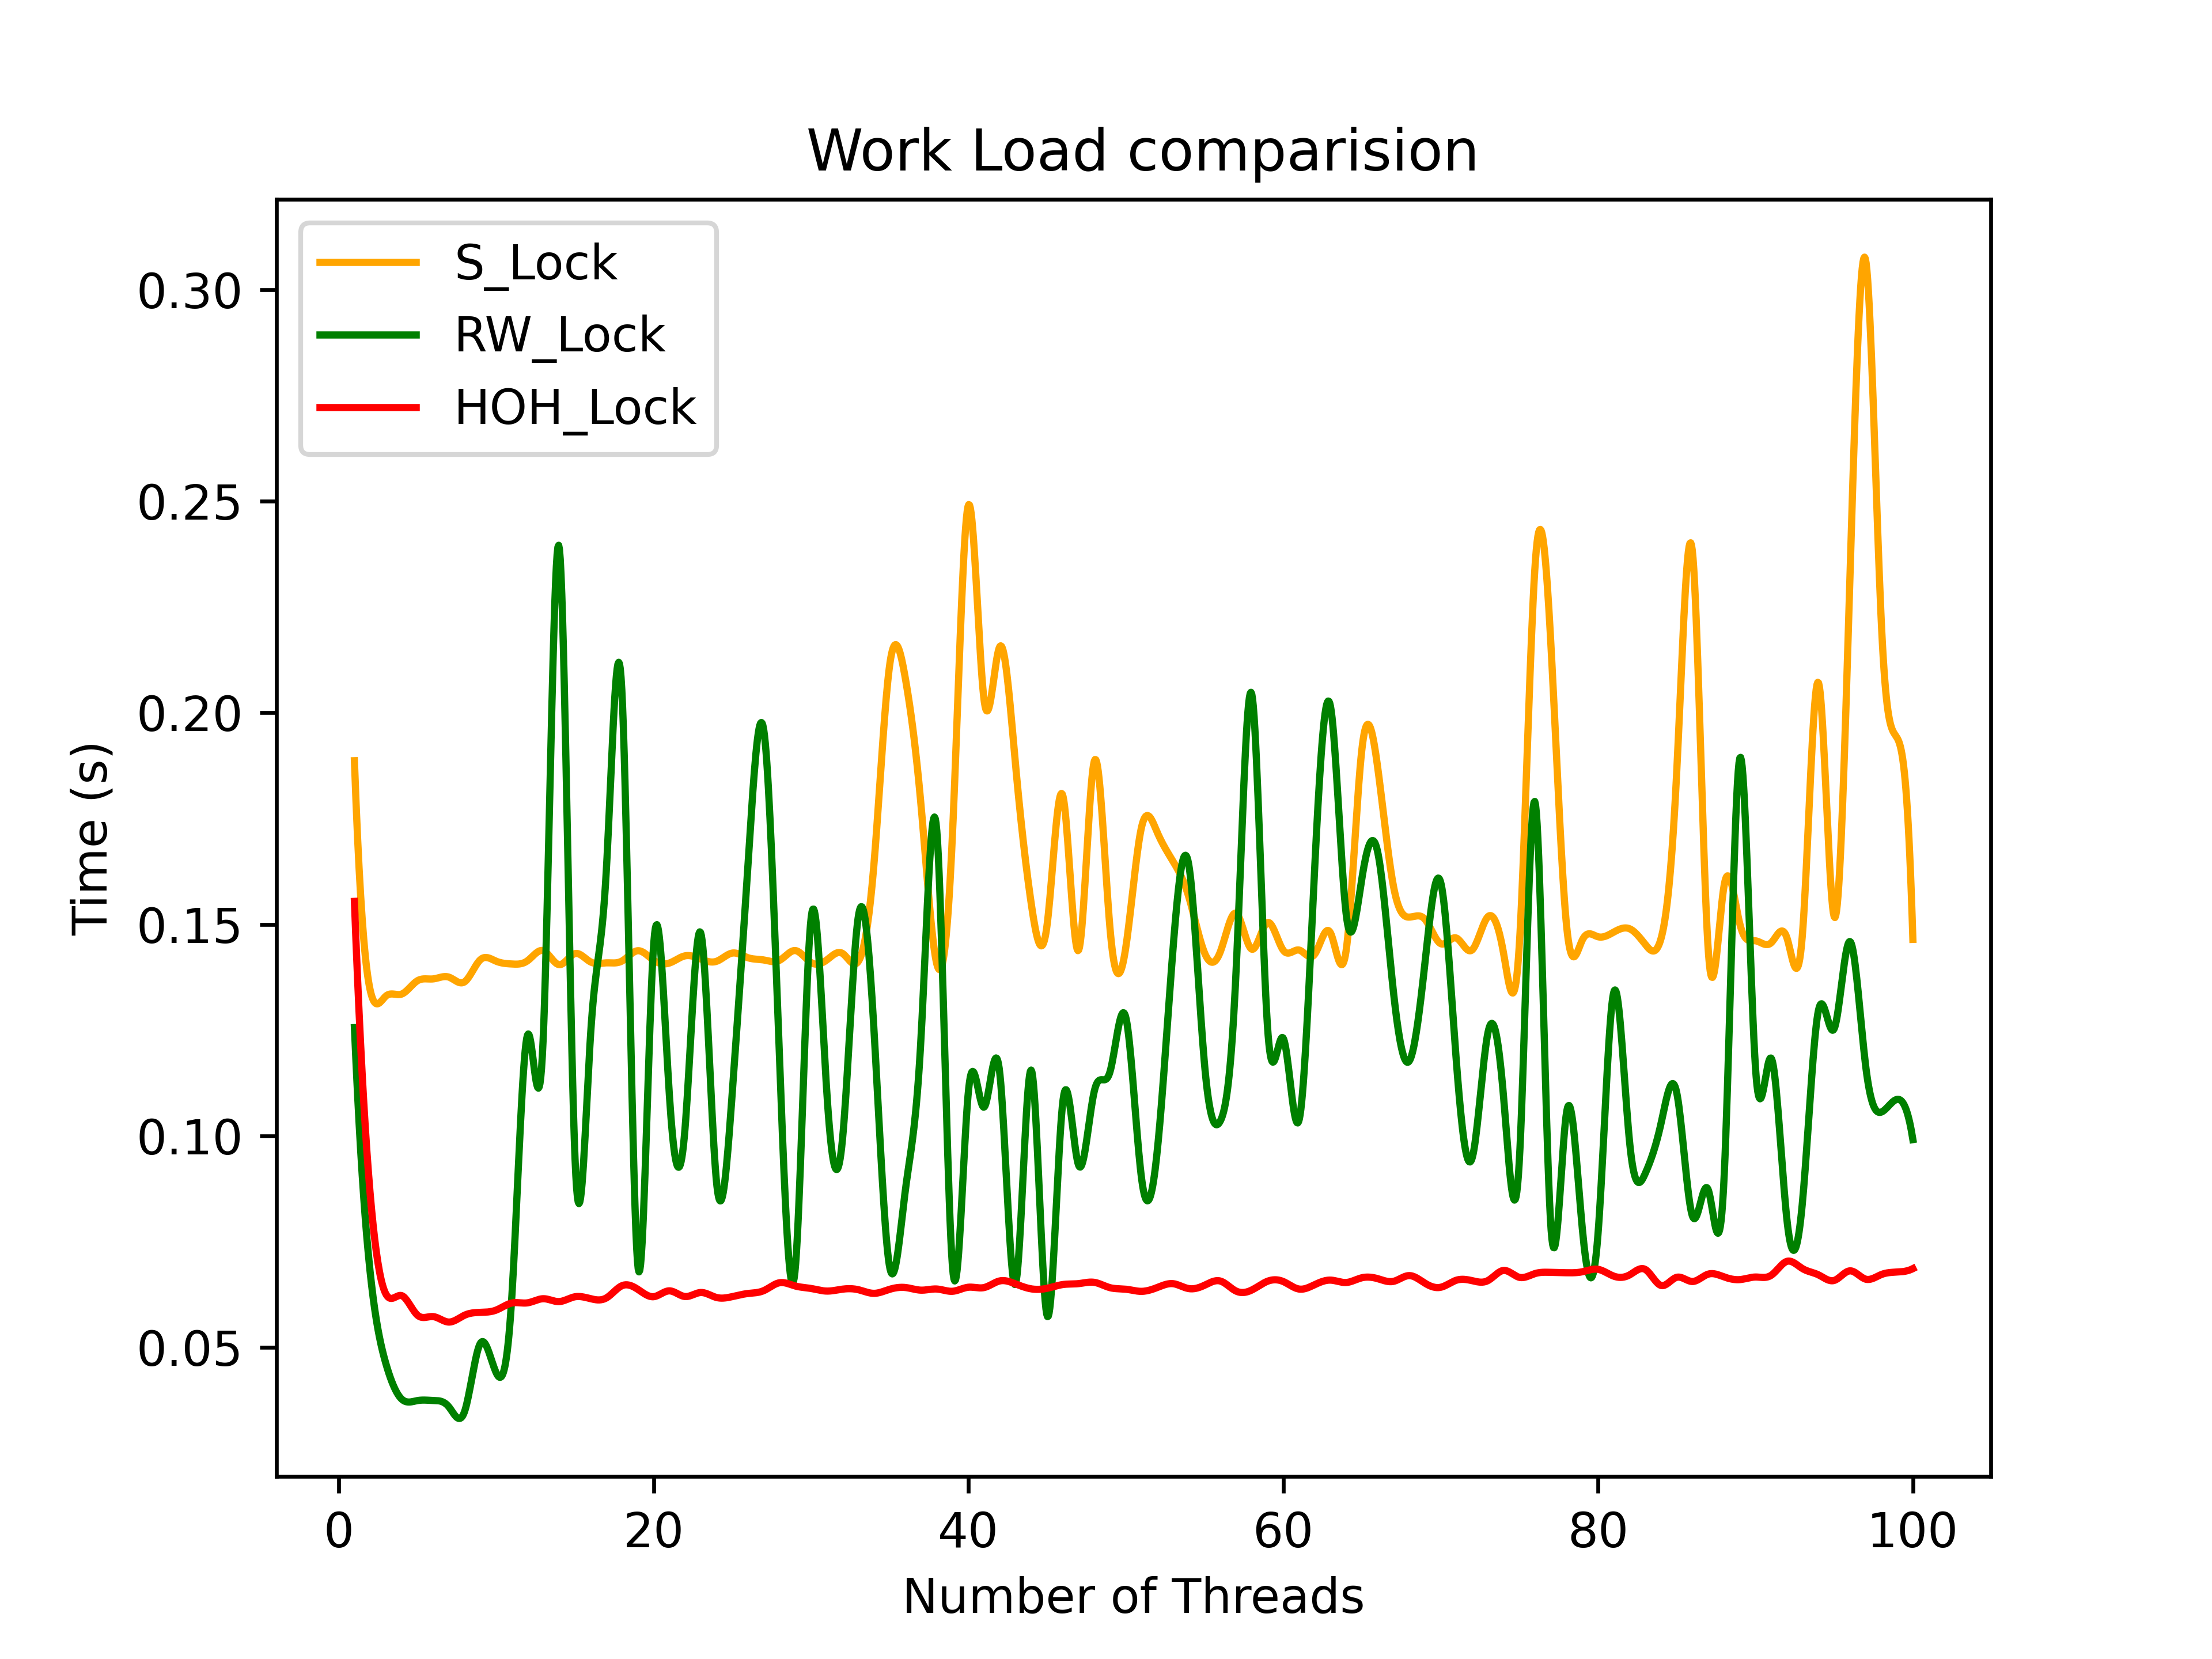 Work Load comparision
S_Lock
RW_Lock
HOH_Lock
0.30
0.25
0.20
0.15
0.10
0.05
Time (s)
0 20 40 60 80 100
Number of Threads